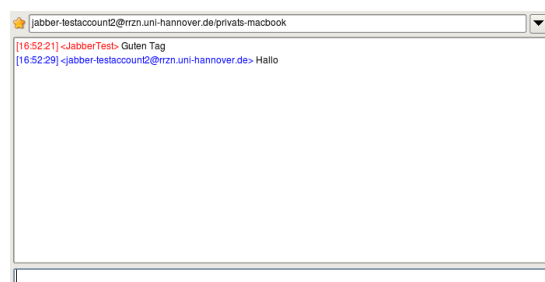 jabber-testaccount2@rrzn.uni-hannover.de/privats-macbook
[16:52:21] <JabberTest> Guten Tag
[16:52:29] <jabber-testaccount2@rrzn.uni-hannover.de> Hallo